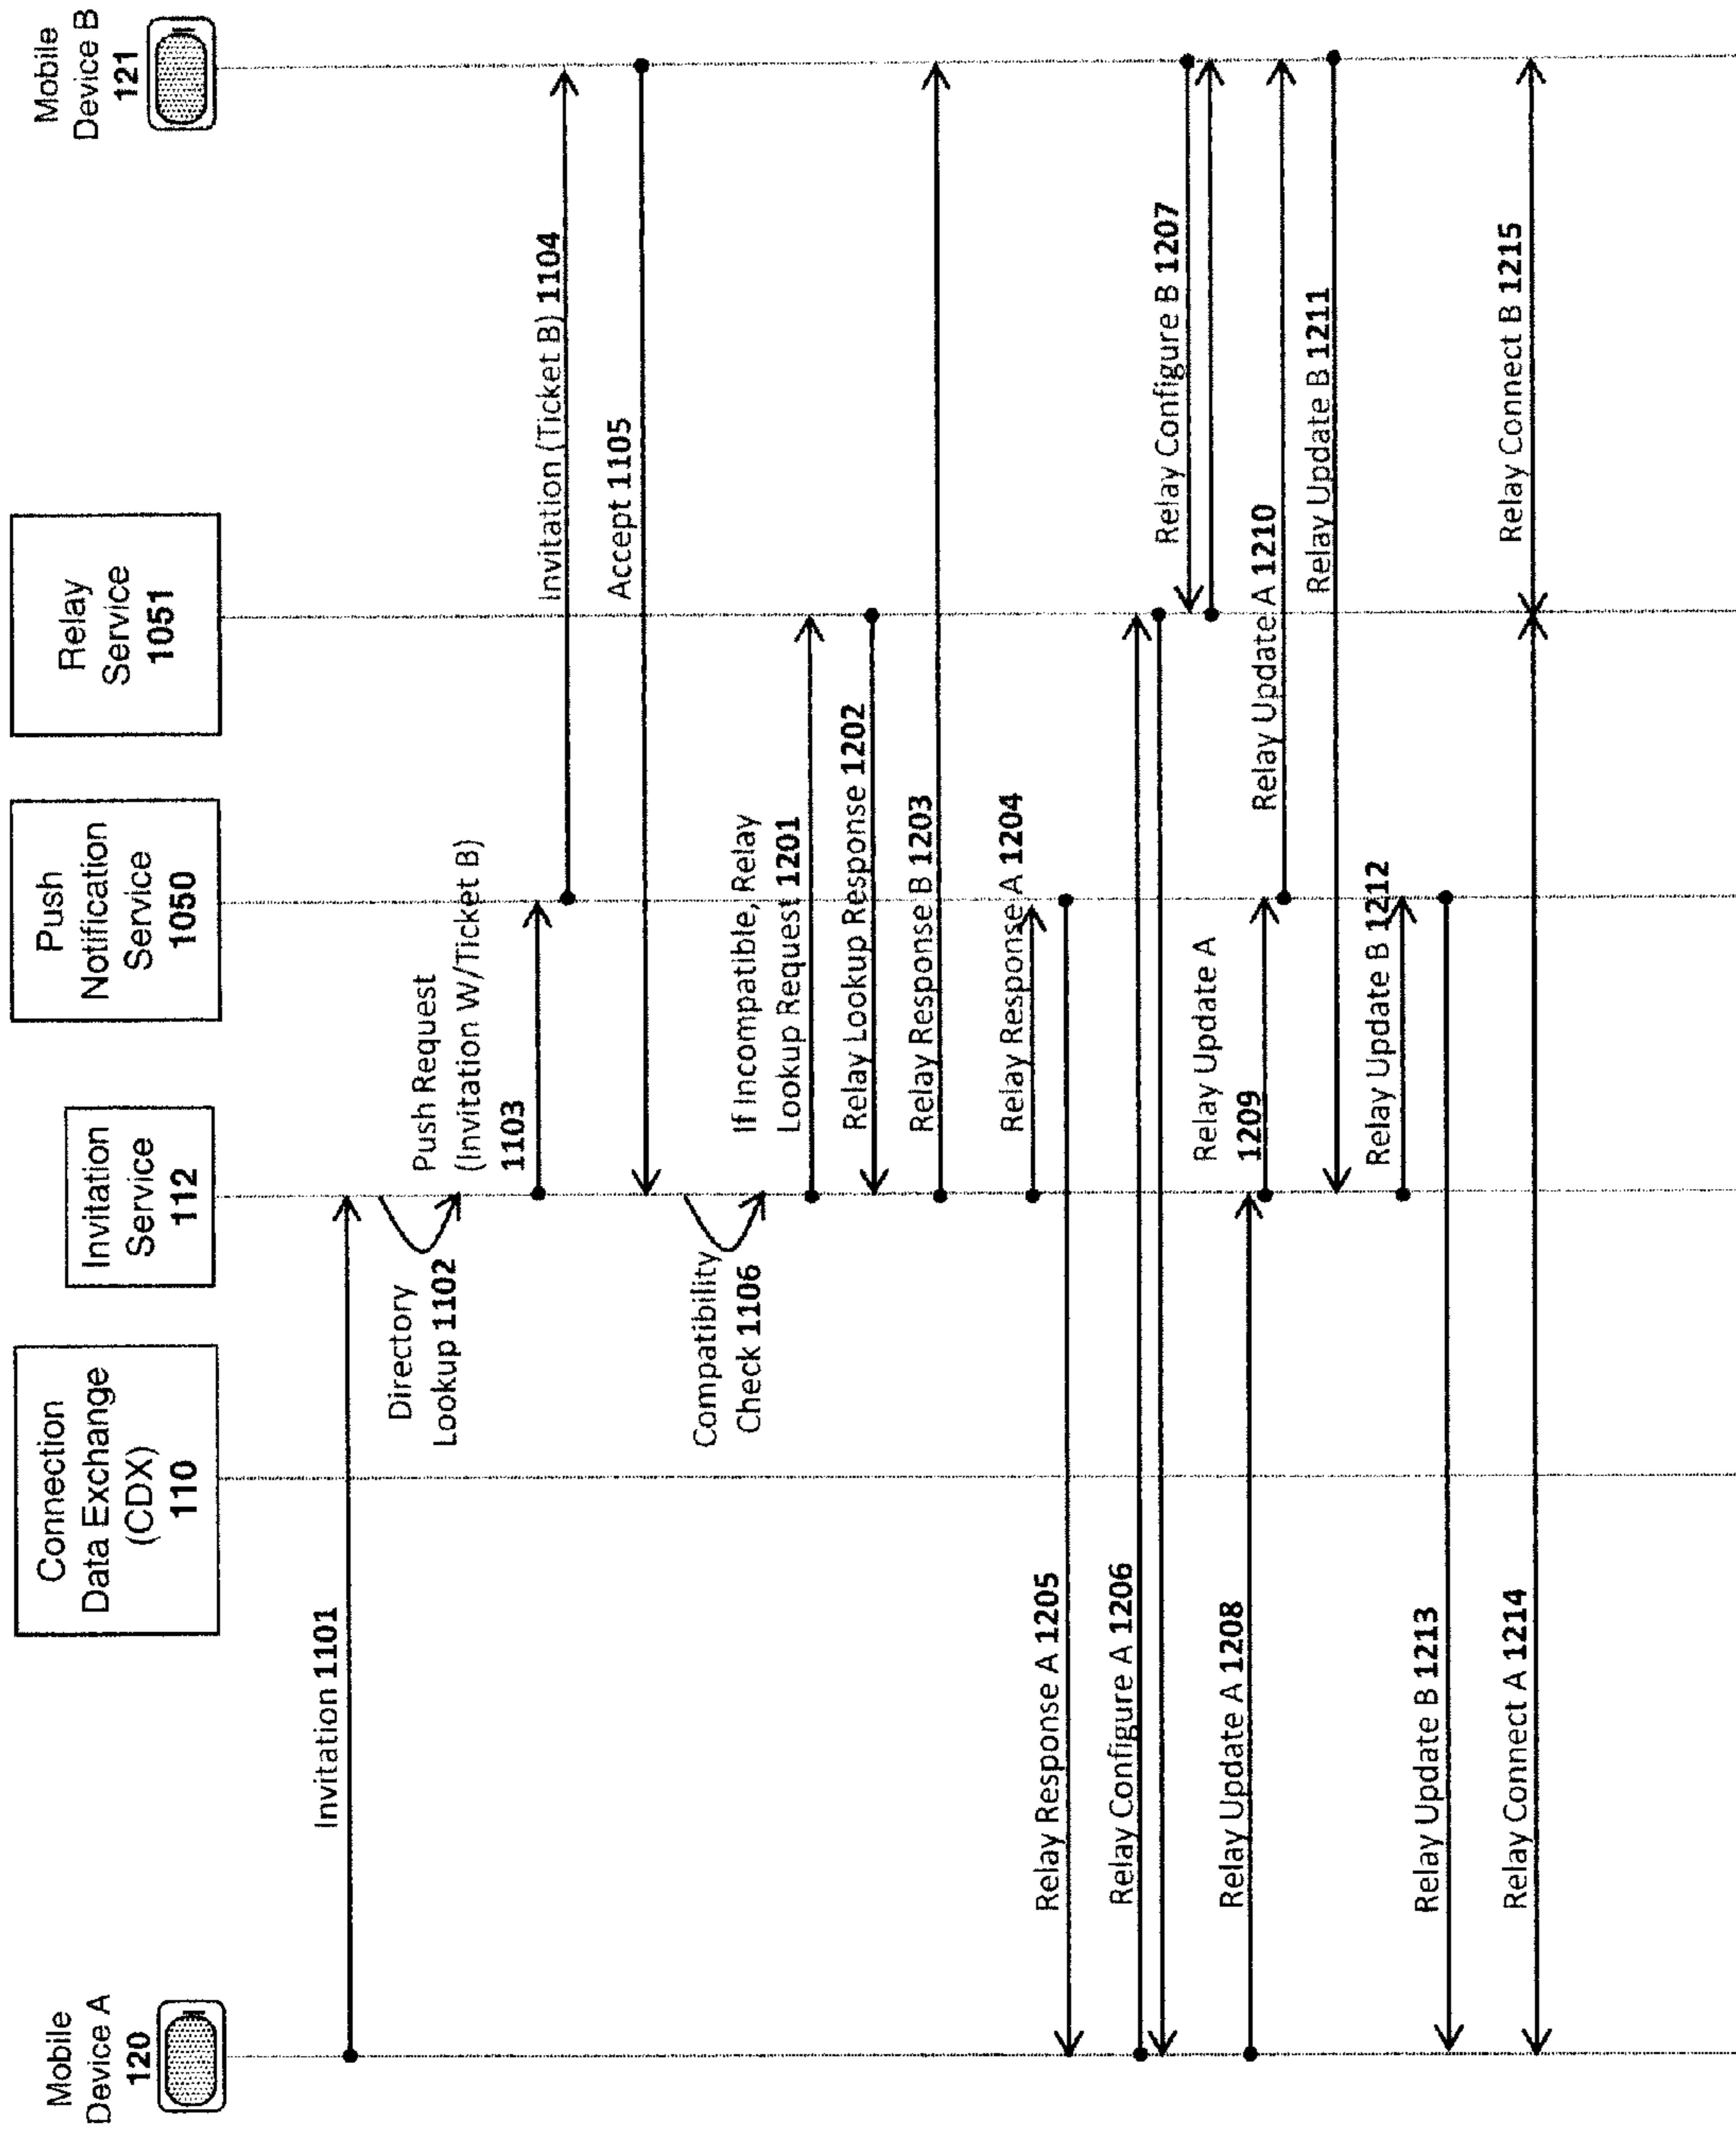 Mobile
Device A
120
Connection
Data Exchange
(CDX)
110
Invitation
Service
112
Push
Notification
Service
1050
Relay
Service
1051
Mobile
Device B
121
Invitation 1101
Directory
Lookup 1102
Push Request
(Invitation W/Ticket B)
1103
Invitation (Ticket B) 1104
Accept 1105
Compatibility
Check 1106
If Incompatible, Relay
Lookup Request 1201
Relay Lookup Response 1202
Relay Response B 1203
Relay Response A 1204
Relay Response A 1205
Relay Configure A 1206
Relay Configure B 1207
Relay Update A 1208
Relay Update A
1209
Relay Update A 1210
Relay Update B 1211
Relay Update B 1212
Relay Update B 1213
Relay Connect A 1214
Relay Connect B 1215